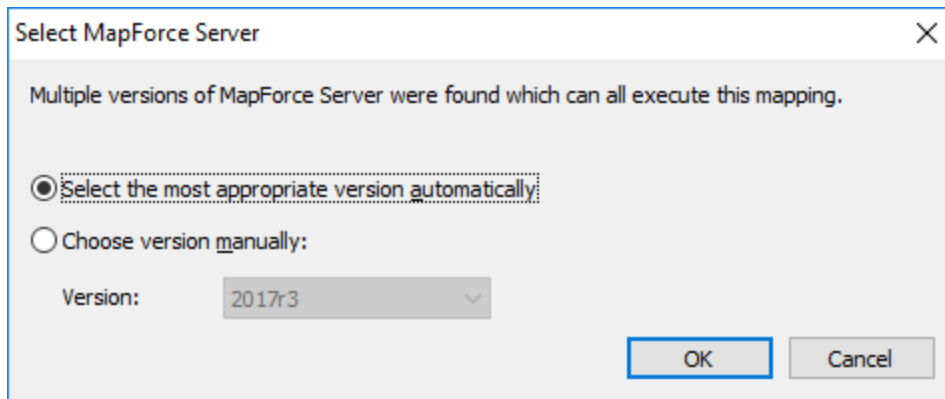 Select MapForce Server
Multiple versions of MapForce Server were found which can all execute this mapping.
Select the most appropriate version automatically
Choose version manually:
Version: 2017r3
OK Cancel